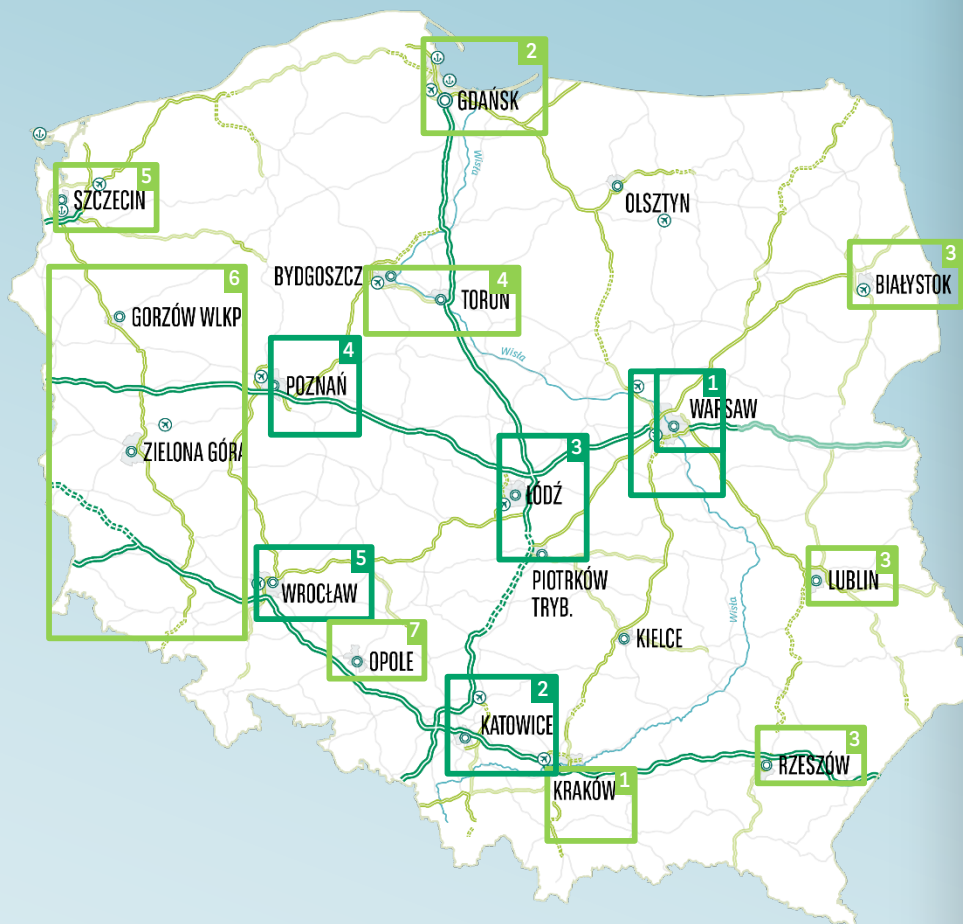 2
GDAŃSK
Wisła
5
SZCZECIN
OLSZTYN
3
BIAŁYSTOK
6
BYDGOSZCZ
4
TORUŃ
GORZÓW WLKP
4
POZNAŃ
Wisła
1
WARSAW
ZIELONA GÓRA
3
ŁÓDŹ
5
WROCŁAW
PIOTRKÓW
TRYB.
3
LUBLIN
Wisła
7
OPOLE
KIELCE
2
KATOWICE
3
RZESZÓW
1
KRAKÓW